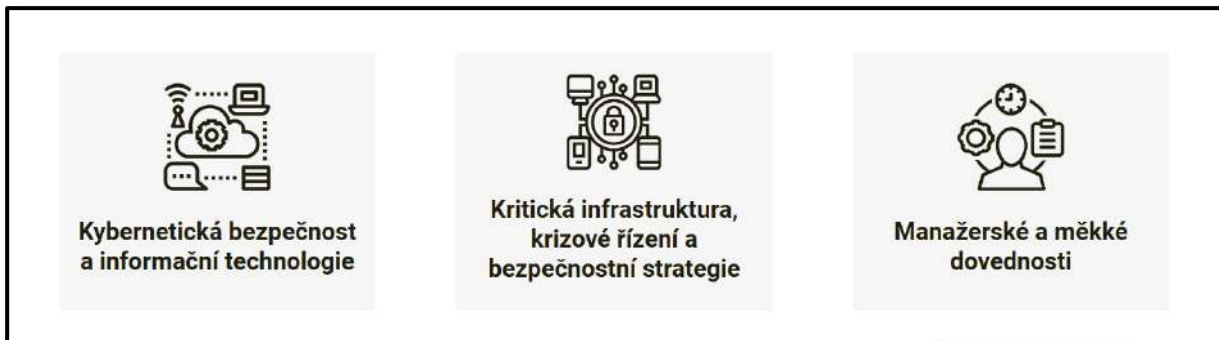 Kybernetická bezpečnost
a informační technologie
Kritická infrastruktura,
krizové řízení a
bezpečnostní strategie
Manažerské a měkké
dovednosti